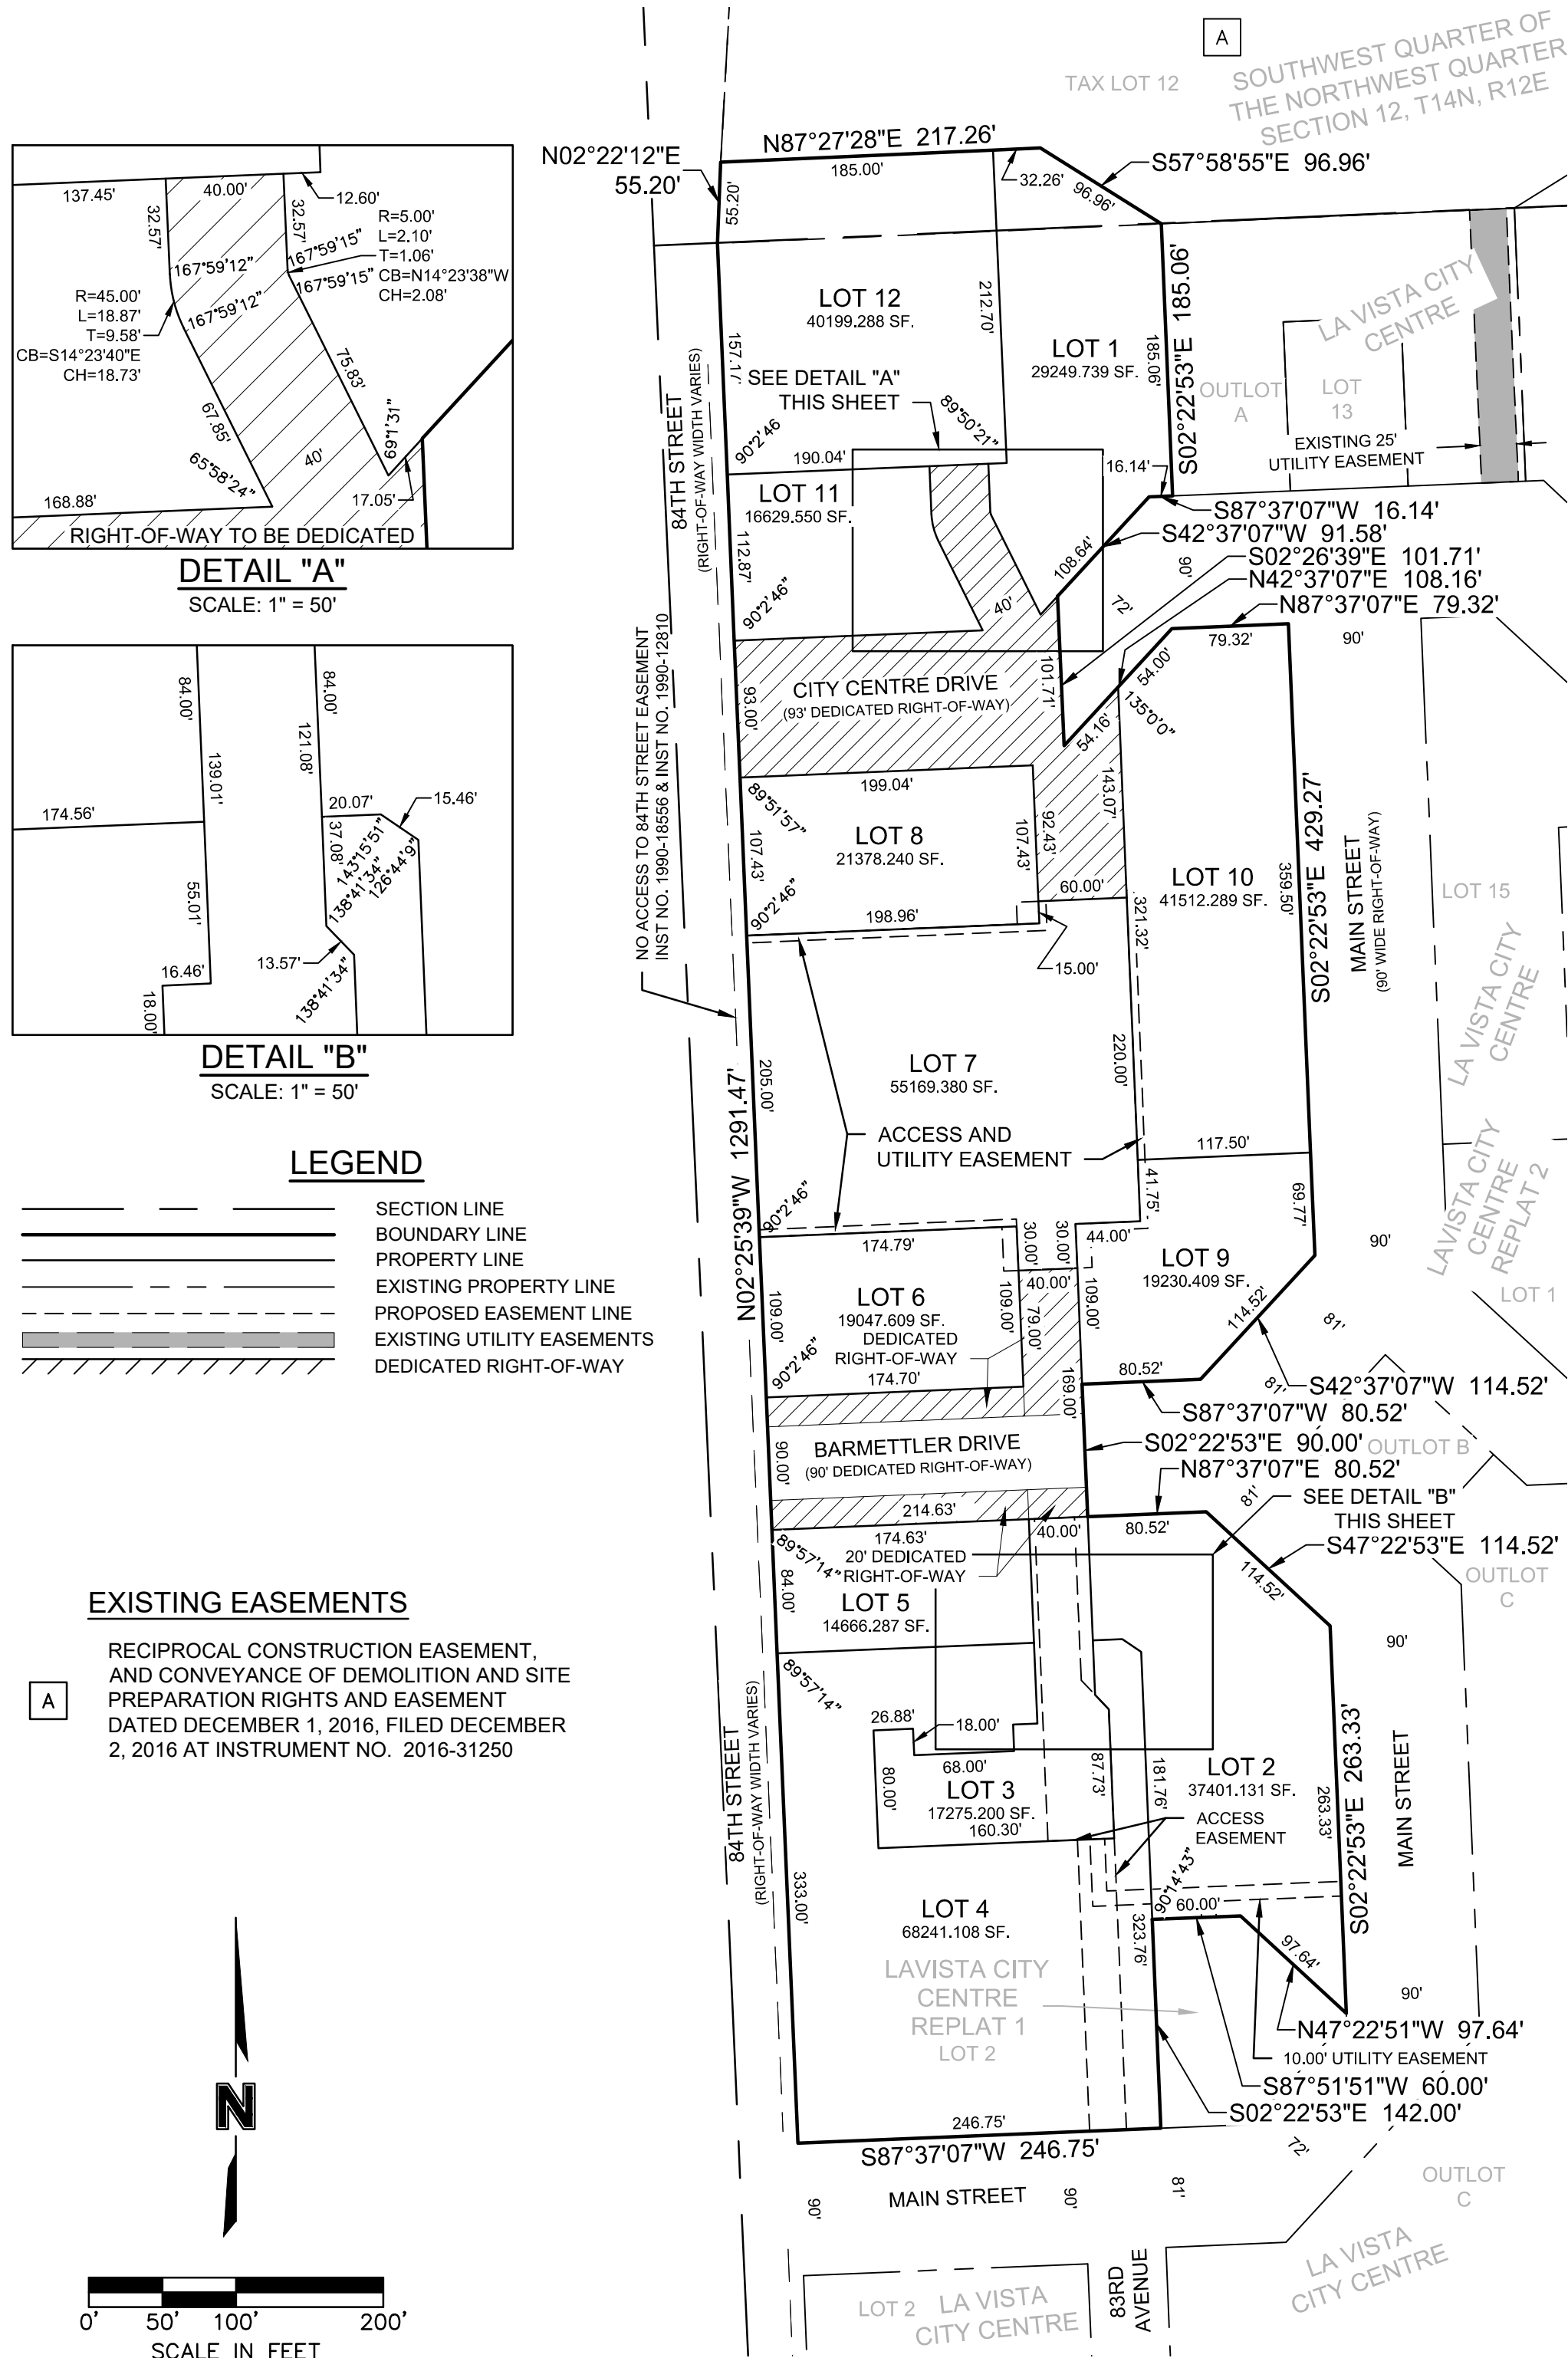 A
SOUTHWEST QUARTER OF
THE NORTHWEST QUARTER
SECTION 12, T14N, R12E
TAX LOT 12
N87°27'28"E 217.26'
N02°22'12"E
55.20'
S57°58'55"E 96.96'
185.00'
32.26'
96.96'
55.20'
137.45'
40.00'
12.60'
32.57'
32.57'
R=5.00'
L=2.10'
T=1.06'
CB=N14°23'38"W
CH=2.08'
167°59'15"
167°59'15"
167°59'12"
167°59'12"
R=45.00'
L=18.87'
T=9.58'
CB=S14°23'40"E
CH=18.73'
75.83'
67.85'
69°1'31"
65°58'24"
40'
17.05'
168.88'
RIGHT-OF-WAY TO BE DEDICATED
DETAIL "A"
SCALE: 1" = 50'
84.00'
84.00'
139.01'
121.08'
174.56'
20.07'
15.46'
37.08'
143°15'51"
138°41'34"
126°44'9"
55.01'
16.46'
18.00'
13.57'
138°41'34"
DETAIL "B"
SCALE: 1" = 50'
LEGEND
SECTION LINE
BOUNDARY LINE
PROPERTY LINE
EXISTING PROPERTY LINE
PROPOSED EASEMENT LINE
EXISTING UTILITY EASEMENTS
DEDICATED RIGHT-OF-WAY
EXISTING EASEMENTS
A
RECIPROCAL CONSTRUCTION EASEMENT,
AND CONVEYANCE OF DEMOLITION AND SITE
PREPARATION RIGHTS AND EASEMENT
DATED DECEMBER 1, 2016, FILED DECEMBER
2, 2016 AT INSTRUMENT NO. 2016-31250
N
0' 50' 100' 200'
SCALE IN FEET
LOT 12
40199.288 SF.
212.70'
157.17'
LOT 1
29249.739 SF.
185.06'
S02°22'53"E 185.06'
LA VISTA CITY
CENTRE
OUTLOT
A
LOT
13
EXISTING 25'
UTILITY EASEMENT
84TH STREET
(RIGHT-OF-WAY WIDTH VARIES)
SEE DETAIL "A"
THIS SHEET
89°50'21"
90°2'46
190.04'
16.14'
LOT 11
16629.550 SF.
112.87'
90°2'46"
S87°37'07"W 16.14'
S42°37'07"W 91.58'
S02°26'39"E 101.71'
N42°37'07"E 108.16'
N87°37'07"E 79.32'
108.64'
90'
72'
40'
79.32'
90'
54.00'
135°0'0"
101.71'
54.16'
NO ACCESS TO 84TH STREET EASEMENT
INST NO. 1990-18556 & INST NO. 1990-12810
CITY CENTRE DRIVE
(93' DEDICATED RIGHT-OF-WAY)
93.00'
199.04'
89°51'57"
LOT 8
21378.240 SF.
107.43'
107.43'
92.43'
143.07'
60.00'
90°2'46"
198.96'
15.00'
LOT 10
41512.289 SF.
321.32'
359.50'
S02°22'53"E 429.27'
MAIN STREET
(90' WIDE RIGHT-OF-WAY)
LOT 15
LA VISTA CITY
CENTRE
LOT 7
55169.380 SF.
205.00'
220.00'
N02°25'39"W 1291.47'
ACCESS AND
UTILITY EASEMENT
117.50'
90°2'46"
41.75'
69.77'
LAVISTA CITY
CENTRE
REPLAT 2
LOT 1
174.79'
30.00'
30.00'
44.00'
90'
LOT 9
19230.409 SF.
LOT 6
19047.609 SF.
109.00'
109.00'
40.00'
79.00'
109.00'
114.52'
81'
DEDICATED
RIGHT-OF-WAY
90°2'46"
174.70'
169.00'
80.52'
81'
S42°37'07"W 114.52'
S87°37'07"W 80.52'
S02°22'53"E 90.00'
OUTLOT B
N87°37'07"E 80.52'
BARMETTLER DRIVE
(90' DEDICATED RIGHT-OF-WAY)
90.00'
81'
SEE DETAIL "B"
THIS SHEET
S47°22'53"E 114.52'
214.63'
174.63'
40.00'
80.52'
114.52'
89°57'14"
20' DEDICATED
RIGHT-OF-WAY
84.00'
LOT 5
14666.287 SF.
OUTLOT
C
90'
89°57'14"
84TH STREET
(RIGHT-OF-WAY WIDTH VARIES)
26.88'
18.00'
68.00'
80.00'
LOT 3
17275.200 SF.
160.30'
87.73'
181.76'
LOT 2
37401.131 SF.
263.33'
S02°22'53"E 263.33'
MAIN STREET
ACCESS
EASEMENT
90°14'43"
60.00'
333.00'
LOT 4
68241.108 SF.
323.76'
97.64'
LAVISTA CITY
CENTRE
REPLAT 1
LOT 2
90'
N47°22'51"W 97.64'
10.00' UTILITY EASEMENT
S87°51'51"W 60.00'
S02°22'53"E 142.00'
246.75'
S87°37'07"W 246.75'
72'
MAIN STREET
90'
90'
81'
OUTLOT
C
83RD
AVENUE
LA VISTA
CITY CENTRE
LOT 2
LA VISTA
CITY CENTRE